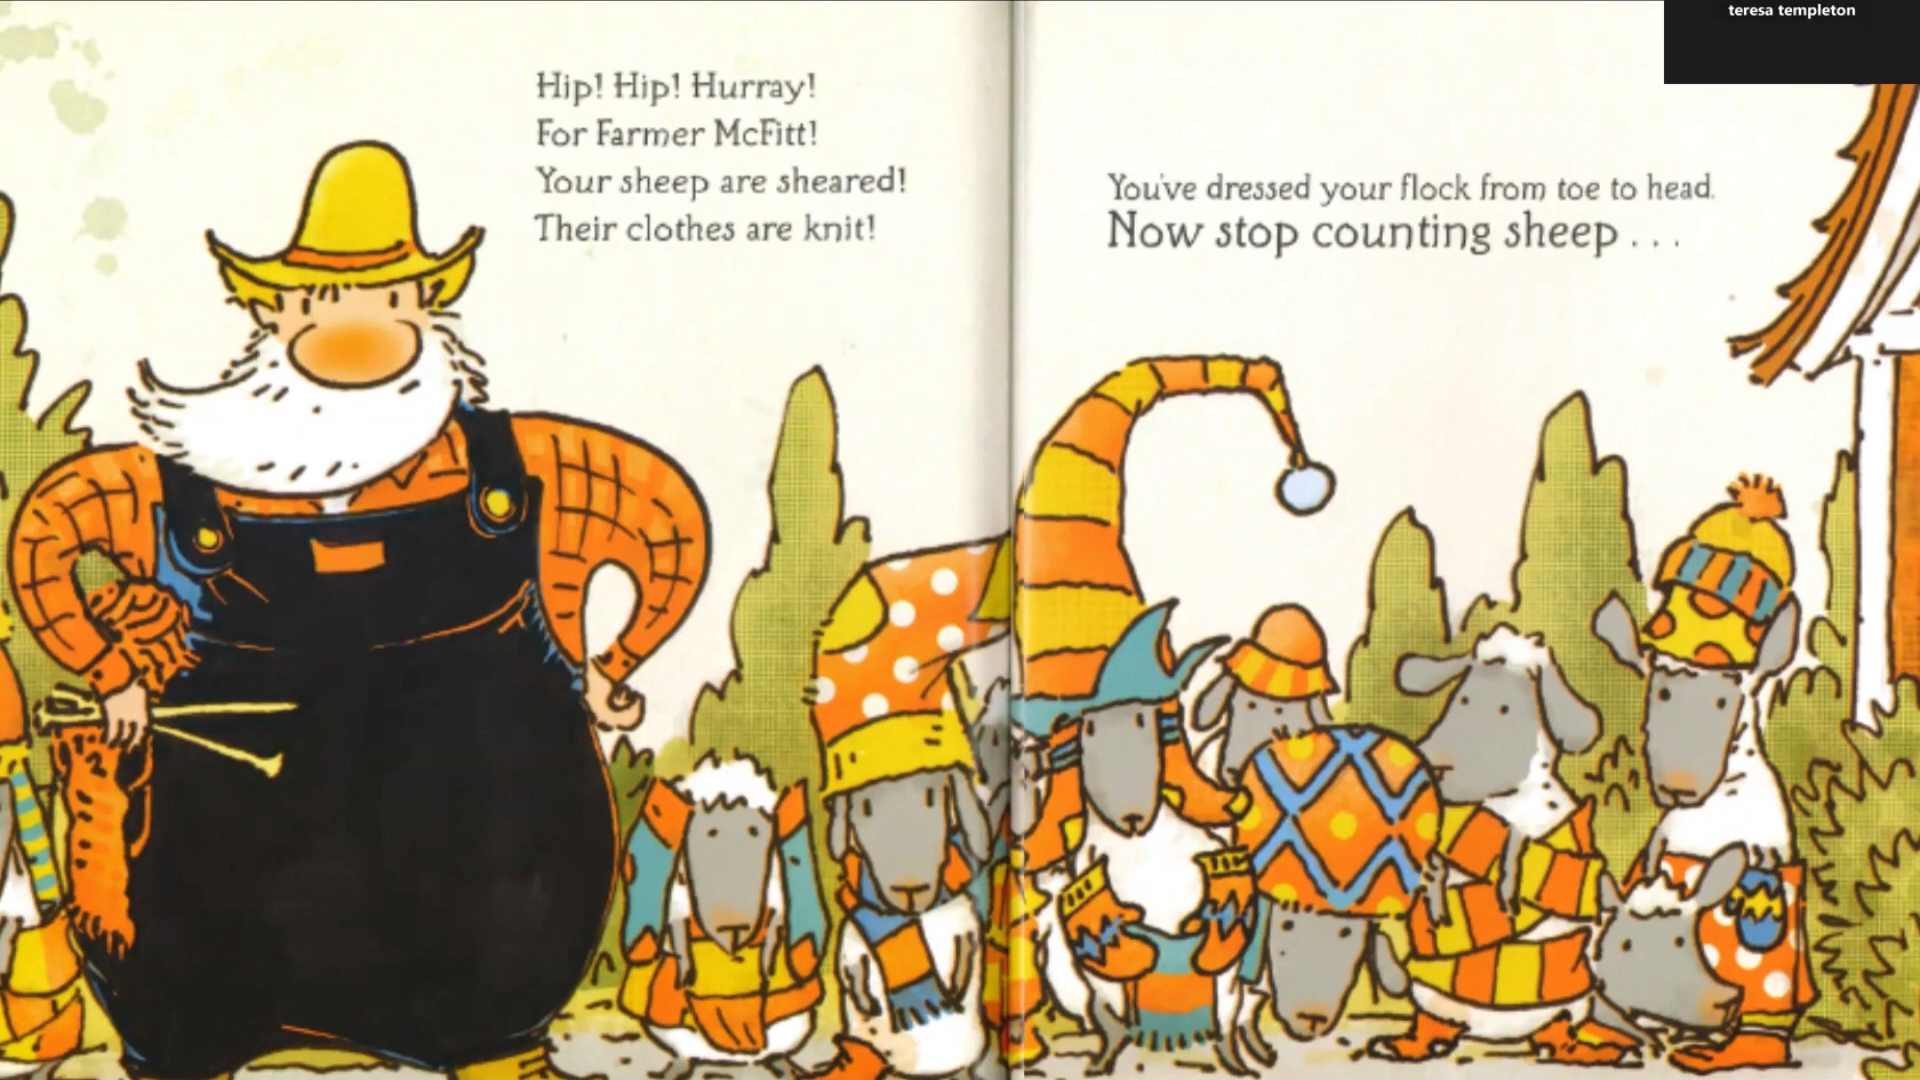 teresa templeton
Hip! Hip! Hurray!
For Farmer McFitt!
Your sheep are sheared!
Their clothes are knit!
You've dressed your flock from toe to head.
Now stop counting sheep . . .